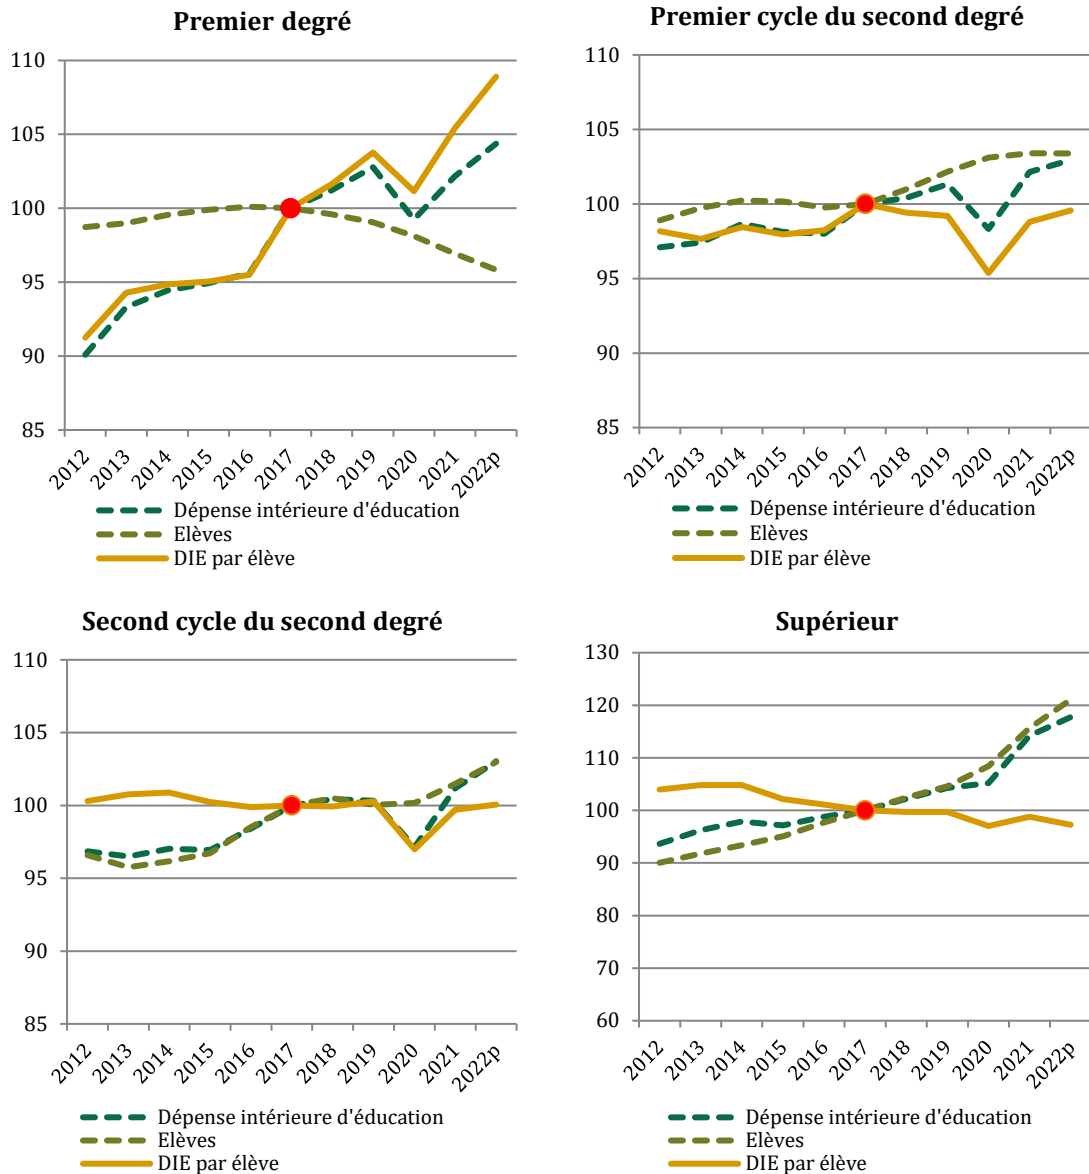 Premier degré
110
105
100
95
90
85
2012 2013 2014 2015 2016 2017 2018 2019 2020 2021 2022p
Dépense intérieure d'éducation
Elèves
DIE par élève
Premier cycle du second degré
110
105
100
95
90
85
2012 2013 2014 2015 2016 2017 2018 2019 2020 2021 2022p
Dépense intérieure d'éducation
Elèves
DIE par élève
Second cycle du second degré
110
105
100
95
90
85
2012 2013 2014 2015 2016 2017 2018 2019 2020 2021 2022p
Dépense intérieure d'éducation
Elèves
DIE par élève
Supérieur
130
120
110
100
90
80
70
60
2012 2013 2014 2015 2016 2017 2018 2019 2020 2021 2022p
Dépense intérieure d'éducation
Elèves
DIE par élève